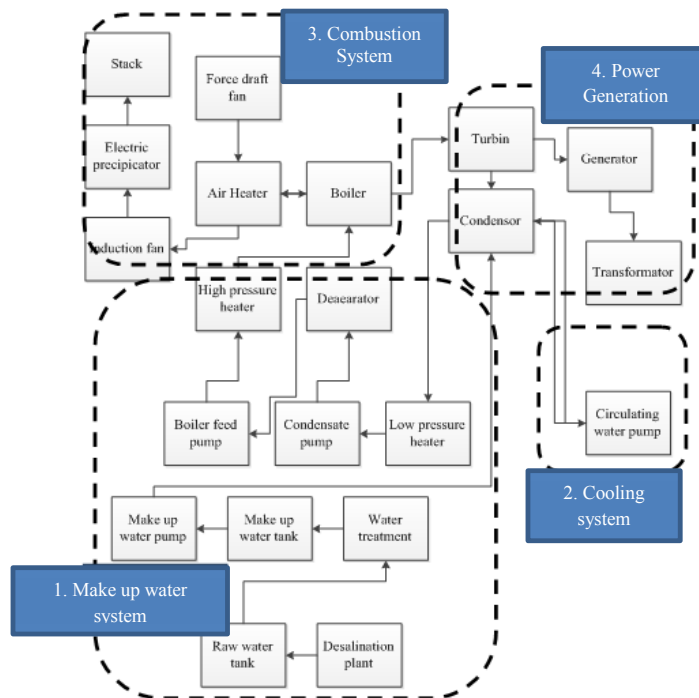 3. Combustion
System
4. Power
Generation
Stack
Force draft
fan
Electric
precipicator
Air Heater
Boiler
Turbin
Generator
Induction fan
Condensor
Transformator
High pressure
heater
Deaearator
Boiler feed
pump
Condensate
pump
Low pressure
heater
Circulating
water pump
2. Cooling
system
Make up
water pump
Make up
water tank
Water
treatment
1. Make up water
system
Raw water
tank
Desalination
plant